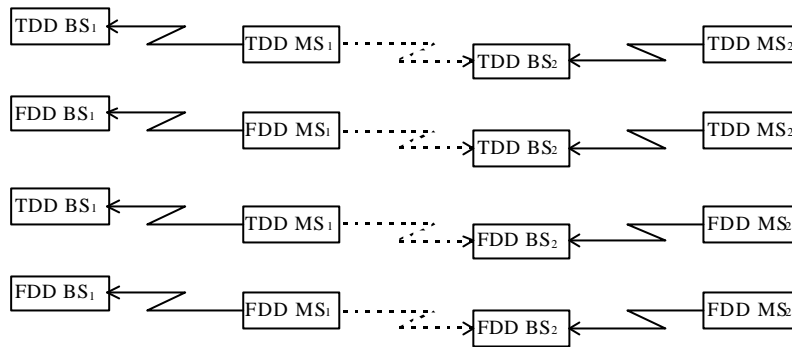 TDD BS₁ TDD MS₁ TDD BS₂ TDD MS₂
FDD BS₁ FDD MS₁ TDD BS₂ TDD MS₂
TDD BS₁ TDD MS₁ FDD BS₂ FDD MS₂
FDD BS₁ FDD MS₁ FDD BS₂ FDD MS₂